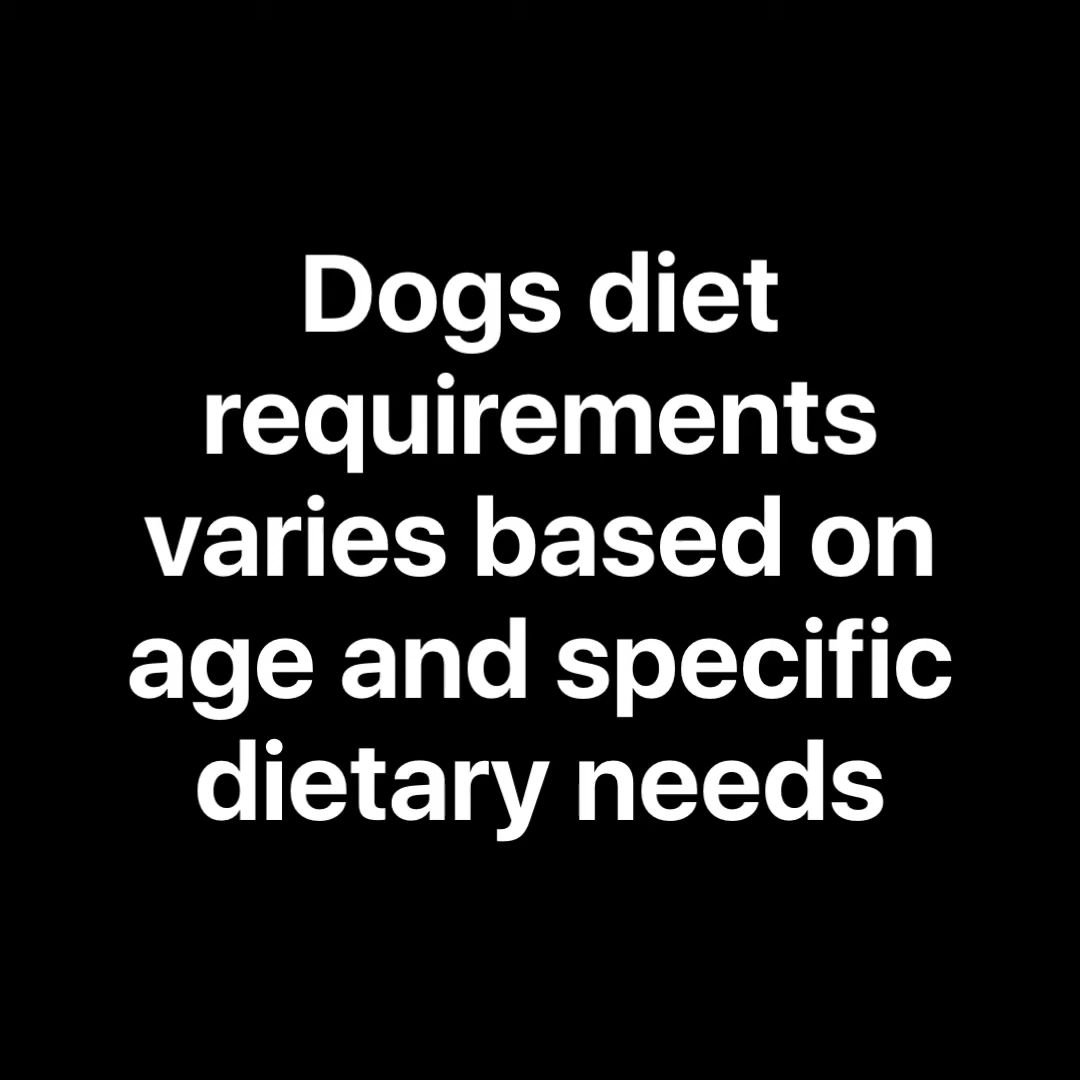 Dogs diet
requirements
varies based on
age and specific
dietary needs